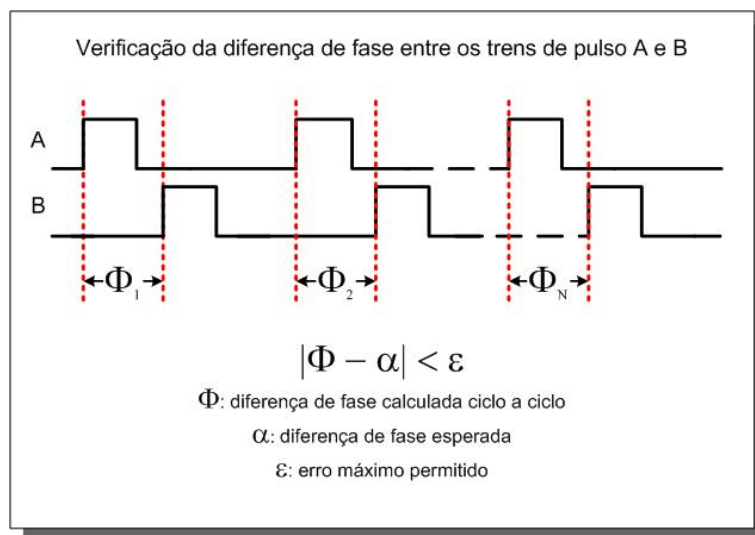 Verificação da diferença de fase entre os trens de pulso A e B
A
B
Φ₁ Φ₂ Φ_N
|Φ − α| < ε
Φ: diferença de fase calculada ciclo a ciclo
α: diferença de fase esperada
ε: erro máximo permitido